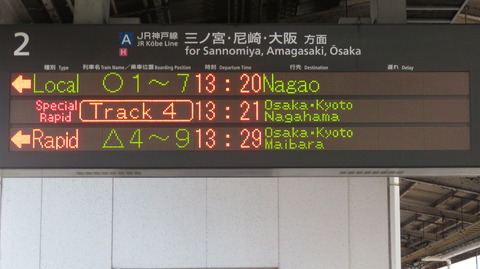 2 A JR神戸線 三ノ宮・尼崎・大阪 方面
H JR Kōbe Line for Sannomiya, Amagasaki, Ōsaka
種別 Type 列車名 Train Name／乗車位置 Boarding Position 時刻 Departure Time 行先 Destination 遅れ Delay
←Local ○1～7 13:20 Nagao
Special Rapid Track 4 13:21 Osaka・Kyoto Nagahama
←Rapid △4～9 13:29 Osaka・Kyoto Maibara